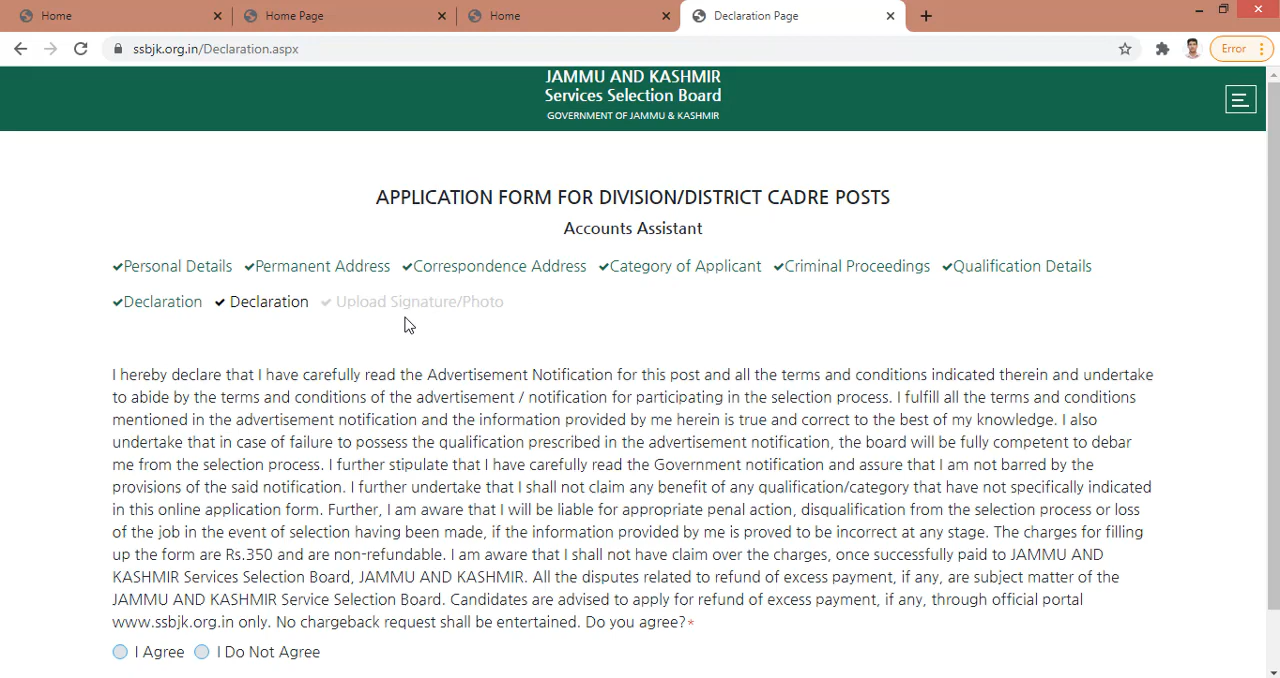 Home
Home Page
Home
Declaration Page
ssbjk.org.in/Declaration.aspx
Error
JAMMU AND KASHMIR
Services Selection Board
GOVERNMENT OF JAMMU & KASHMIR
APPLICATION FORM FOR DIVISION/DISTRICT CADRE POSTS
Accounts Assistant
Personal Details Permanent Address Correspondence Address Category of Applicant Criminal Proceedings Qualification Details
Declaration Declaration Upload Signature/Photo
I hereby declare that I have carefully read the Advertisement Notification for this post and all the terms and conditions indicated therein and undertake
to abide by the terms and conditions of the advertisement / notification for participating in the selection process. I fulfill all the terms and conditions
mentioned in the advertisement notification and the information provided by me herein is true and correct to the best of my knowledge. I also
undertake that in case of failure to possess the qualification prescribed in the advertisement notification, the board will be fully competent to debar
me from the selection process. I further stipulate that I have carefully read the Government notification and assure that I am not barred by the
provisions of the said notification. I further undertake that I shall not claim any benefit of any qualification/category that have not specifically indicated
in this online application form. Further, I am aware that I will be liable for appropriate penal action, disqualification from the selection process or loss
of the job in the event of selection having been made, if the information provided by me is proved to be incorrect at any stage. The charges for filling
up the form are Rs.350 and are non-refundable. I am aware that I shall not have claim over the charges, once successfully paid to JAMMU AND
KASHMIR Services Selection Board, JAMMU AND KASHMIR. All the disputes related to refund of excess payment, if any, are subject matter of the
JAMMU AND KASHMIR Service Selection Board. Candidates are advised to apply for refund of excess payment, if any, through official portal
www.ssbjk.org.in only. No chargeback request shall be entertained. Do you agree?*
I Agree I Do Not Agree